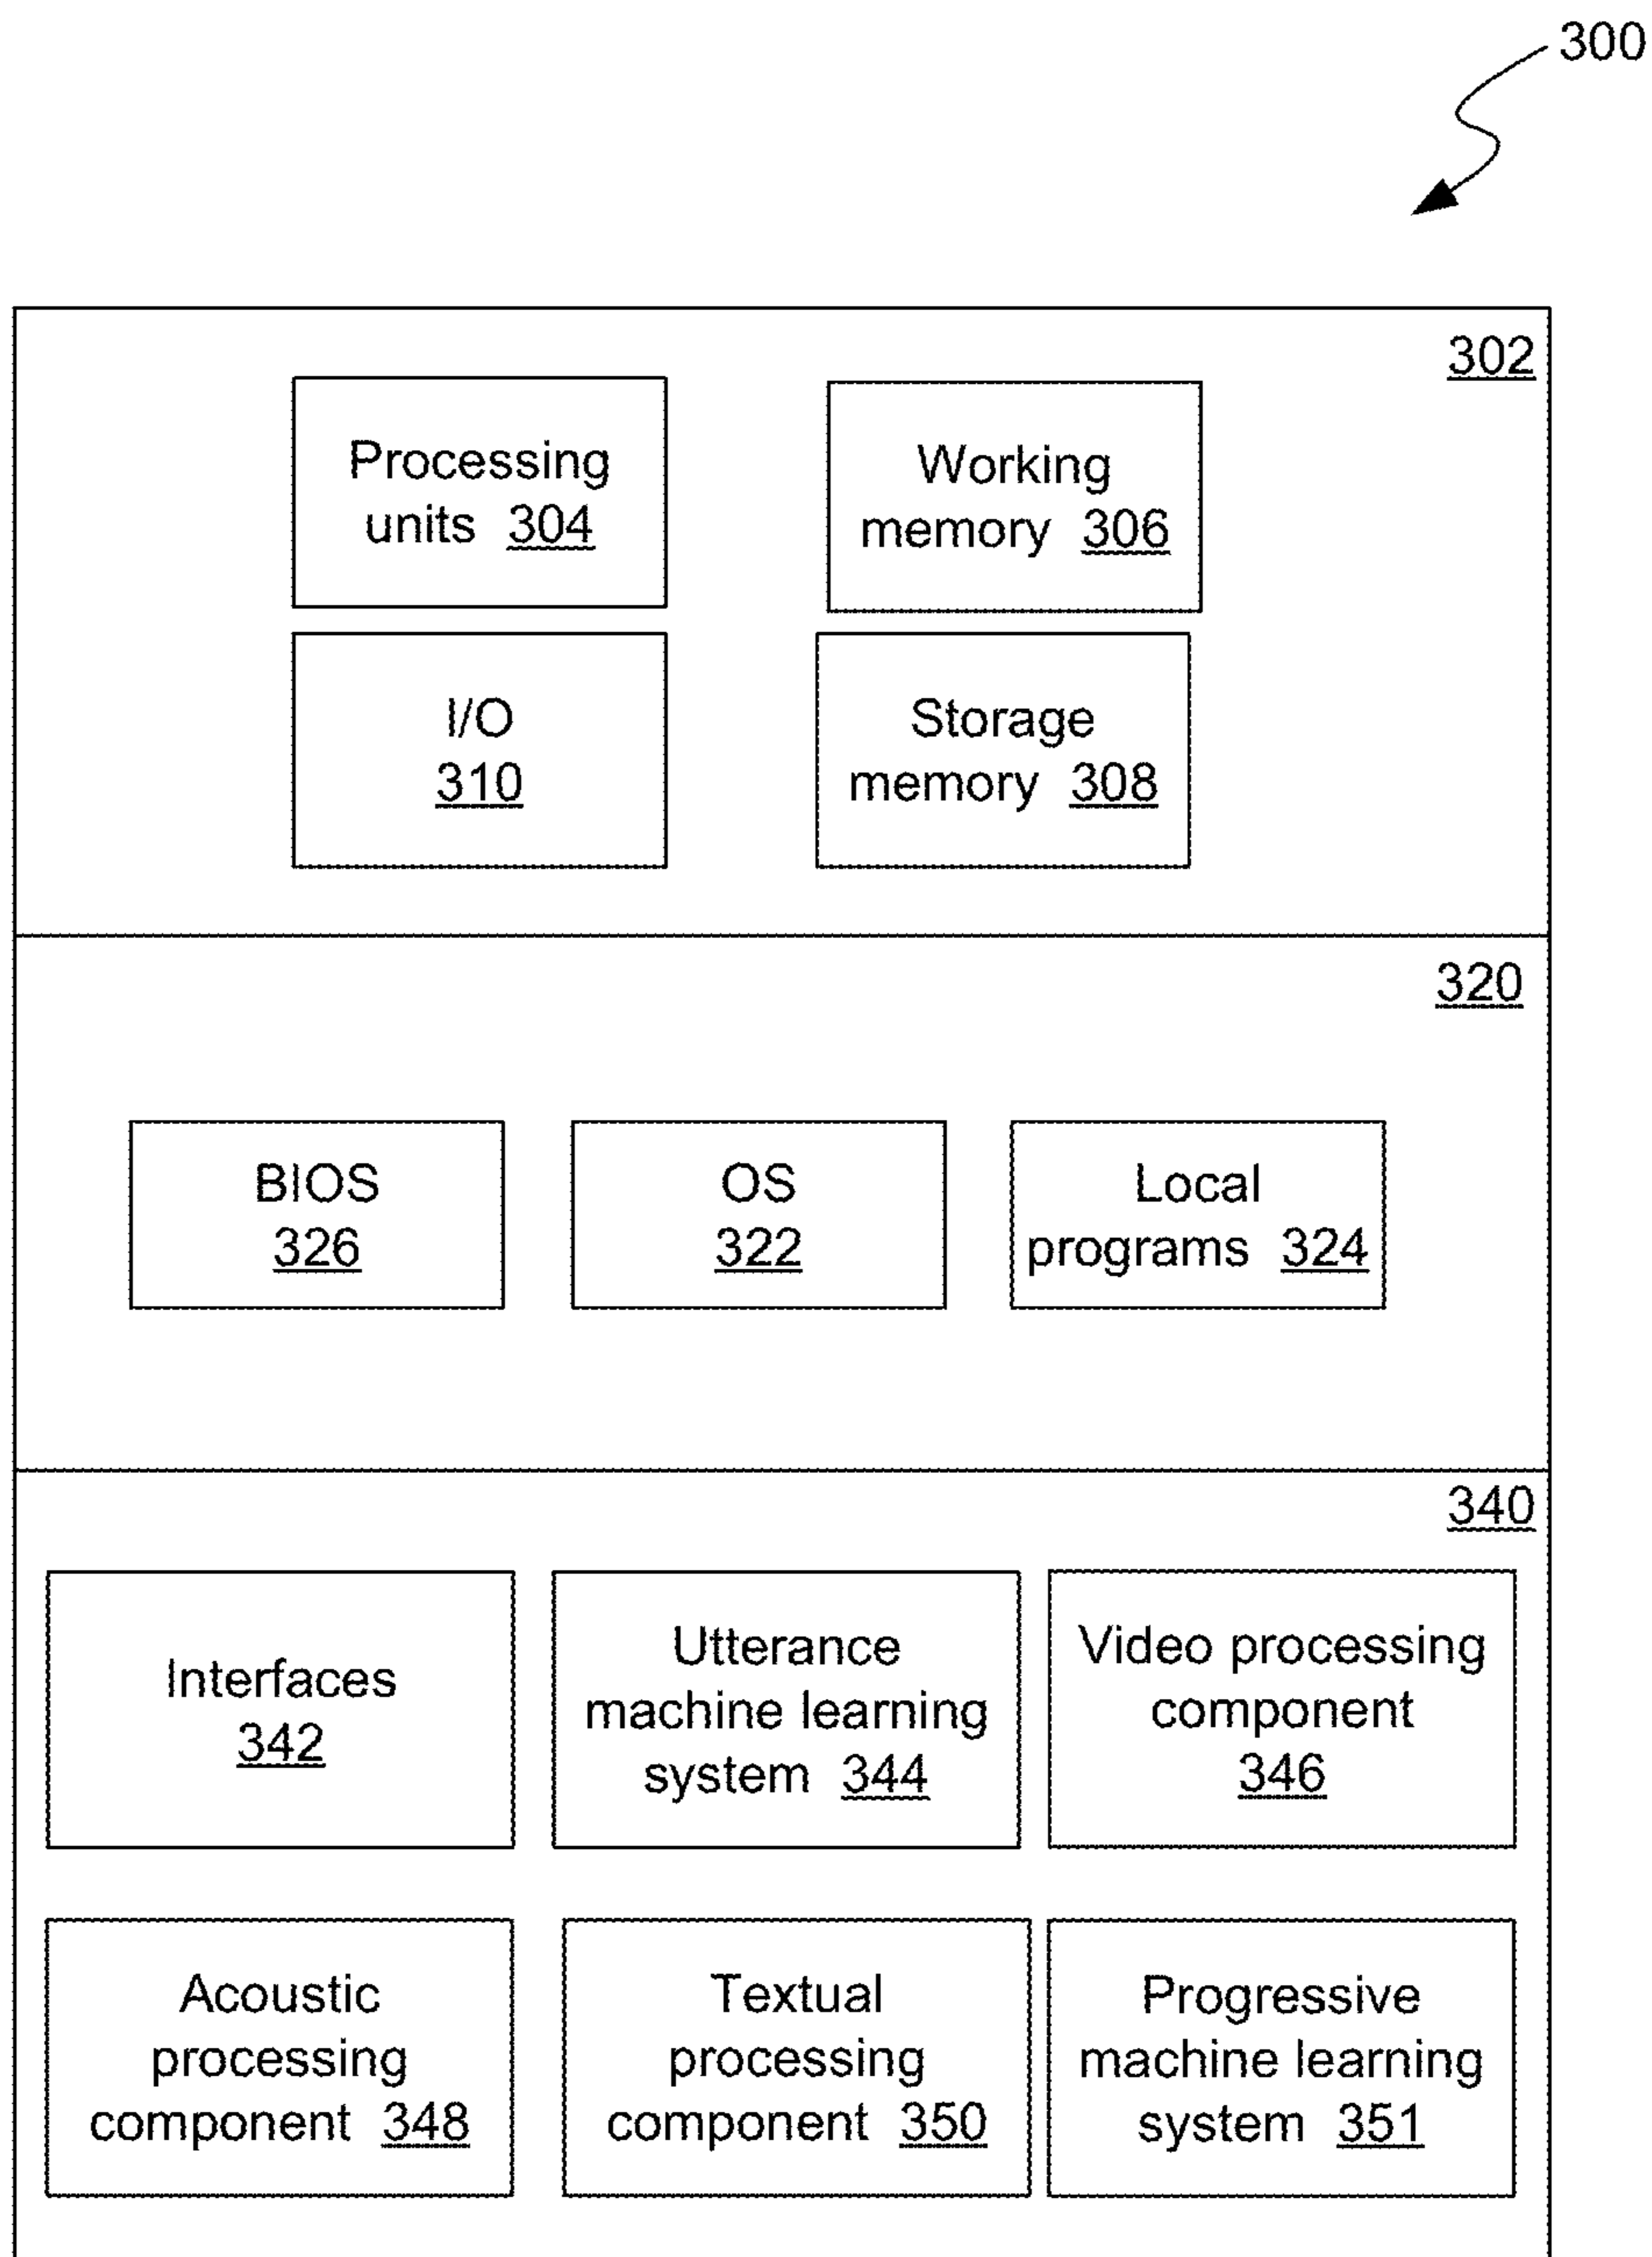 300
302
Processing
units 304
Working
memory 306
I/O
310
Storage
memory 308
320
BIOS
326
OS
322
Local
programs 324
340
Interfaces
342
Utterance
machine learning
system 344
Video processing
component
346
Acoustic
processing
component 348
Textual
processing
component 350
Progressive
machine learning
system 351